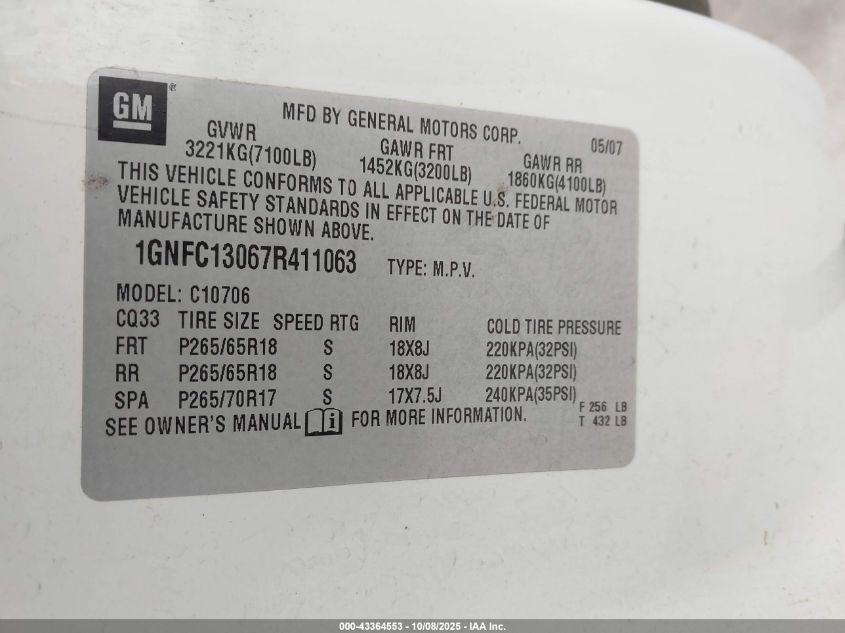 GM ®
MFD BY GENERAL MOTORS CORP. 05/07
GVWR GAWR FRT GAWR RR
3221KG(7100LB) 1452KG(3200LB) 1860KG(4100LB)
THIS VEHICLE CONFORMS TO ALL APPLICABLE U.S. FEDERAL MOTOR
VEHICLE SAFETY STANDARDS IN EFFECT ON THE DATE OF
MANUFACTURE SHOWN ABOVE.
1GNFC13067R411063 TYPE: M.P.V.
MODEL: C10706
CQ33 TIRE SIZE SPEED RTG RIM COLD TIRE PRESSURE
FRT P265/65R18 S 18X8J 220KPA(32PSI)
RR P265/65R18 S 18X8J 220KPA(32PSI)
SPA P265/70R17 S 17X7.5J 240KPA(35PSI)
F 256 LB
T 432 LB
SEE OWNER'S MANUAL i FOR MORE INFORMATION.
000-43364553 - 10/08/2025 - IAA Inc.